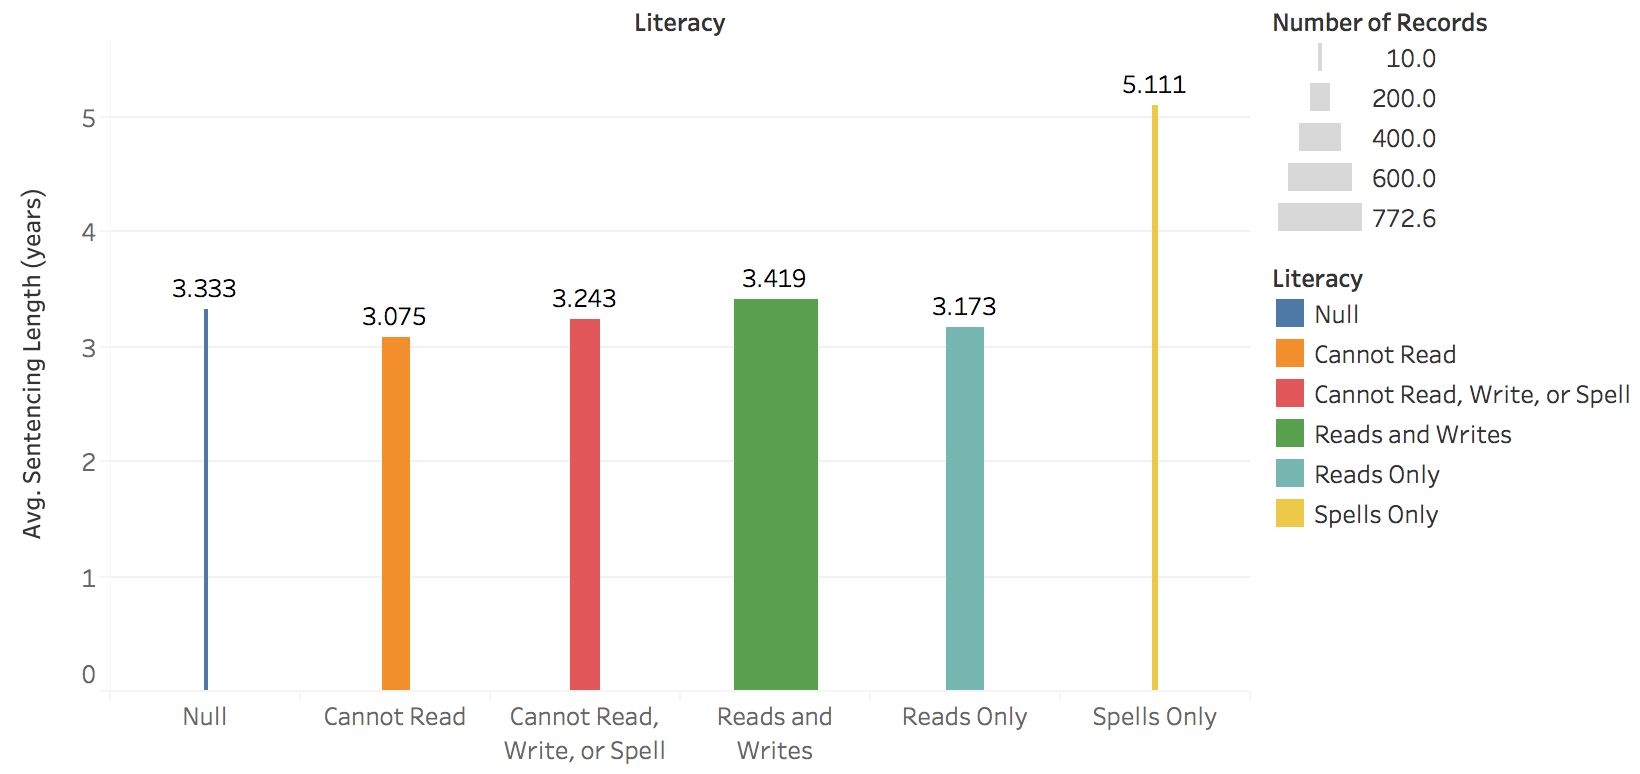 Literacy
Avg. Sentencing Length (years)
5
4
3
2
1
0
3.333
3.075
3.243
3.419
3.173
5.111
Null
Cannot Read
Cannot Read,
Write, or Spell
Reads and
Writes
Reads Only
Spells Only
Number of Records
10.0
200.0
400.0
600.0
772.6
Literacy
Null
Cannot Read
Cannot Read, Write, or Spell
Reads and Writes
Reads Only
Spells Only